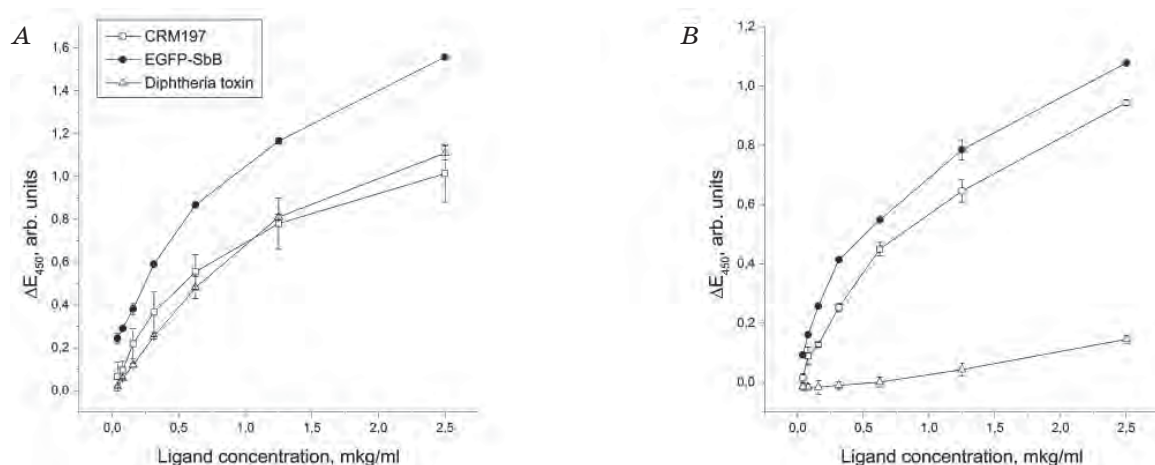 A
CRM197
EGFP-SbB
Diphtheria toxin
1,6
1,4
1,2
1,0
0,8
0,6
0,4
0,2
0,0
ΔE450, arb. units
0,0 0,5 1,0 1,5 2,0 2,5
Ligand concentration, mkg/ml
B
1,2
1,0
0,8
0,6
0,4
0,2
0,0
ΔE450, arb. units
0,0 0,5 1,0 1,5 2,0 2,5
Ligand concentration, mkg/ml